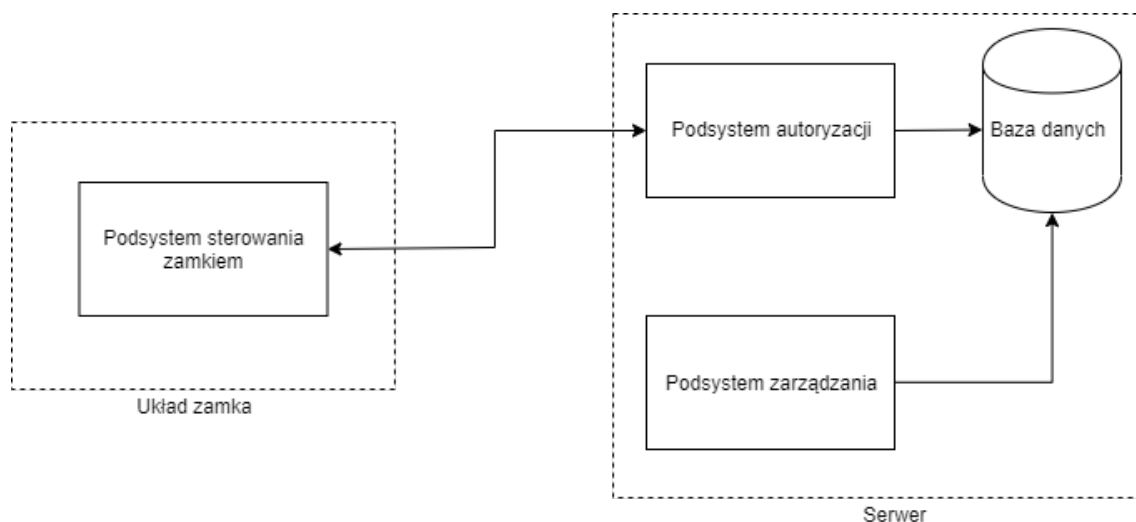 Podsystem autoryzacji
Baza danych
Podsystem sterowania
zamkiem
Podsystem zarządzania
Układ zamka
Serwer